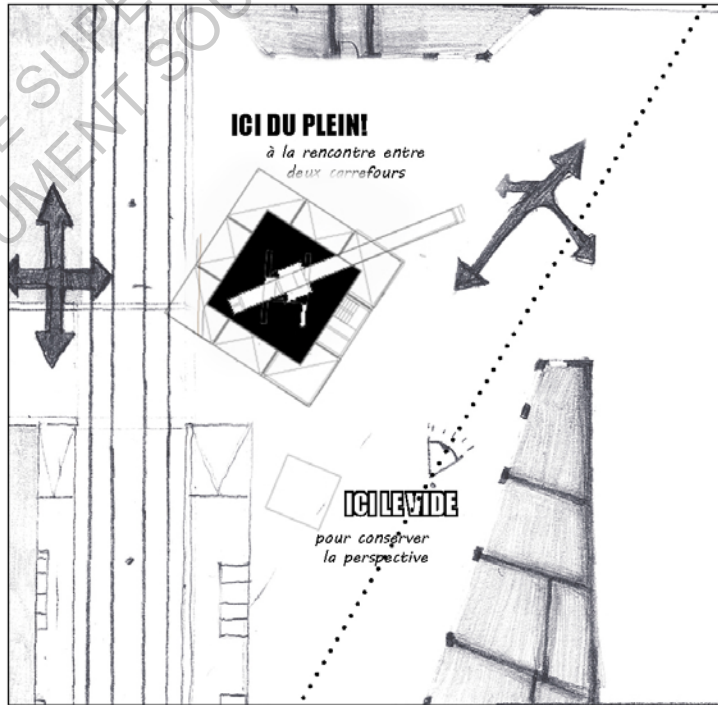 ICI DU PLEIN!
à la rencontre entre
deux carrefours
ICI LE VIDE
pour conserver
la perspective